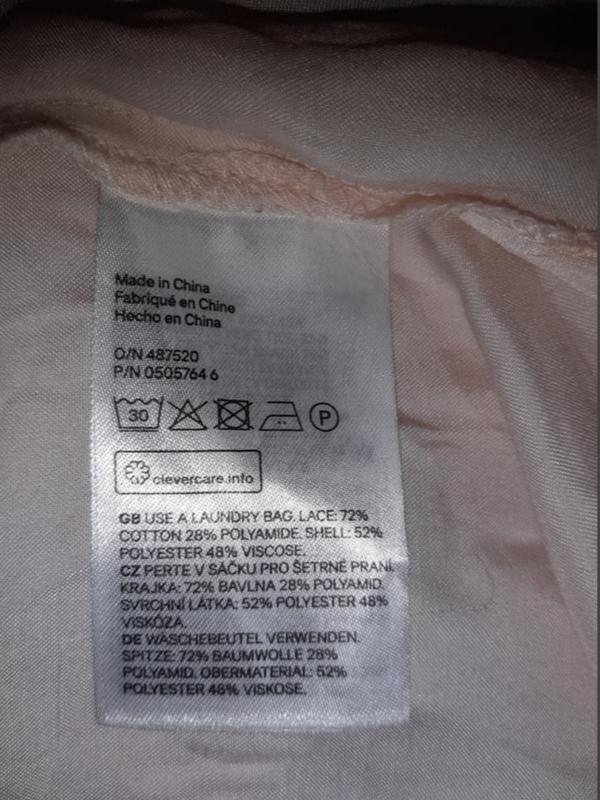 Made in China
Fabriqué en Chine
Hecho en China
O/N 487520
P/N 0505764 6
30 P
clevercare.info
GB USE A LAUNDRY BAG. LACE: 72%
COTTON 28% POLYAMIDE. SHELL: 52%
POLYESTER 48% VISCOSE.
CZ PERTE V SÁČKU PRO ŠETRNÉ PRANÍ.
KRAJKA: 72% BAVLNA 28% POLYAMID.
SVRCHNÍ LÁTKA: 52% POLYESTER 48%
VISKÓZA.
DE WÄSCHEBEUTEL VERWENDEN.
SPITZE: 72% BAUMWOLLE 28%
POLYAMID. OBERMATERIAL: 52%
POLYESTER 48% VISKOSE.